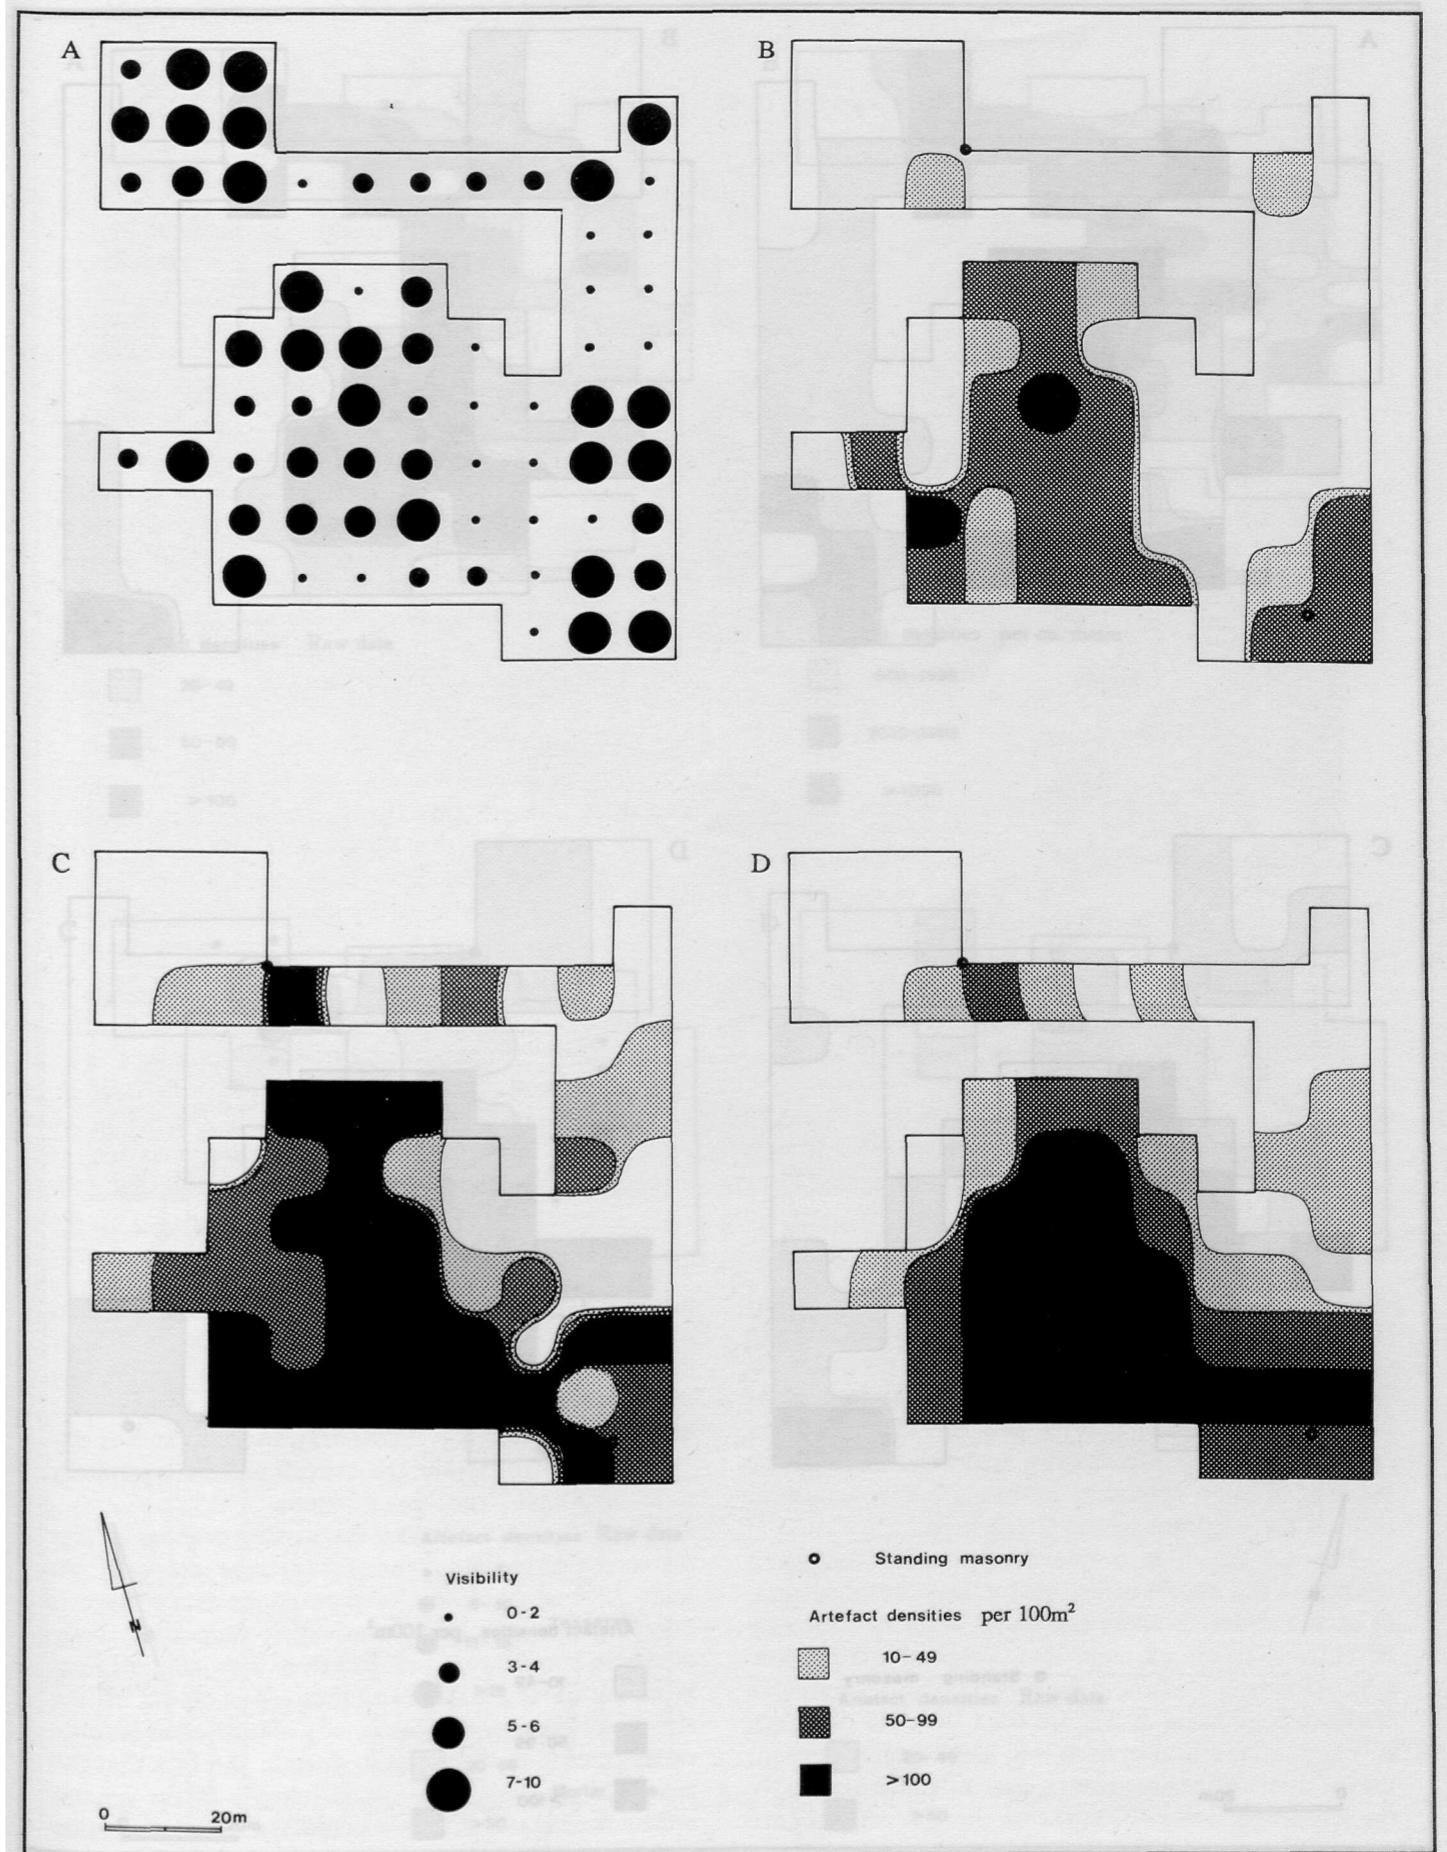 A
B
C
D
N
Visibility
0-2
3-4
5-6
7-10
0 20m
Standing masonry
Artefact densities per 100m²
10-49
50-99
>100